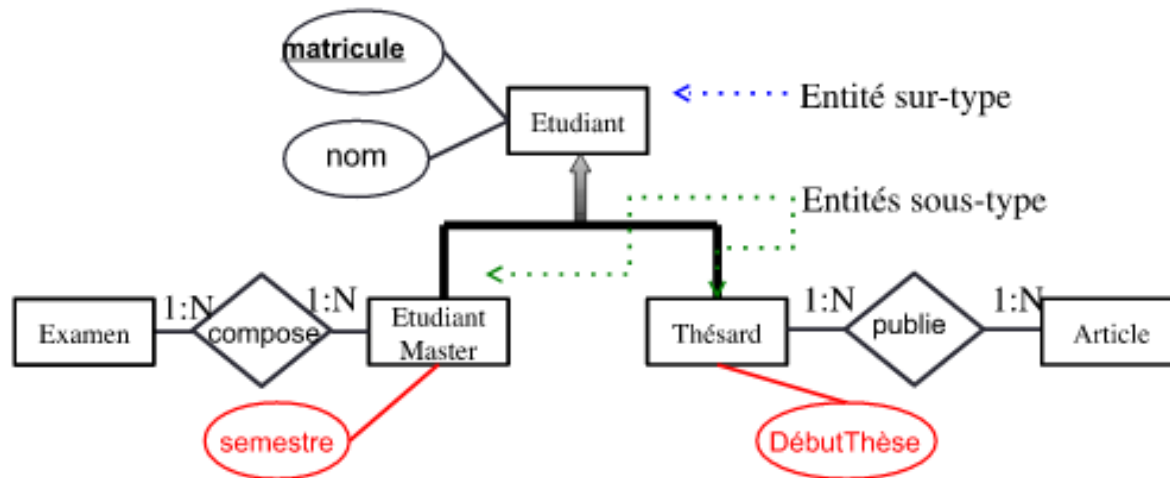 matricule
Etudiant
Entité sur-type
nom
Entités sous-type
Examen
1:N
compose
1:N
Etudiant
Master
Thésard
1:N
publie
1:N
Article
semestre
DébutThèse